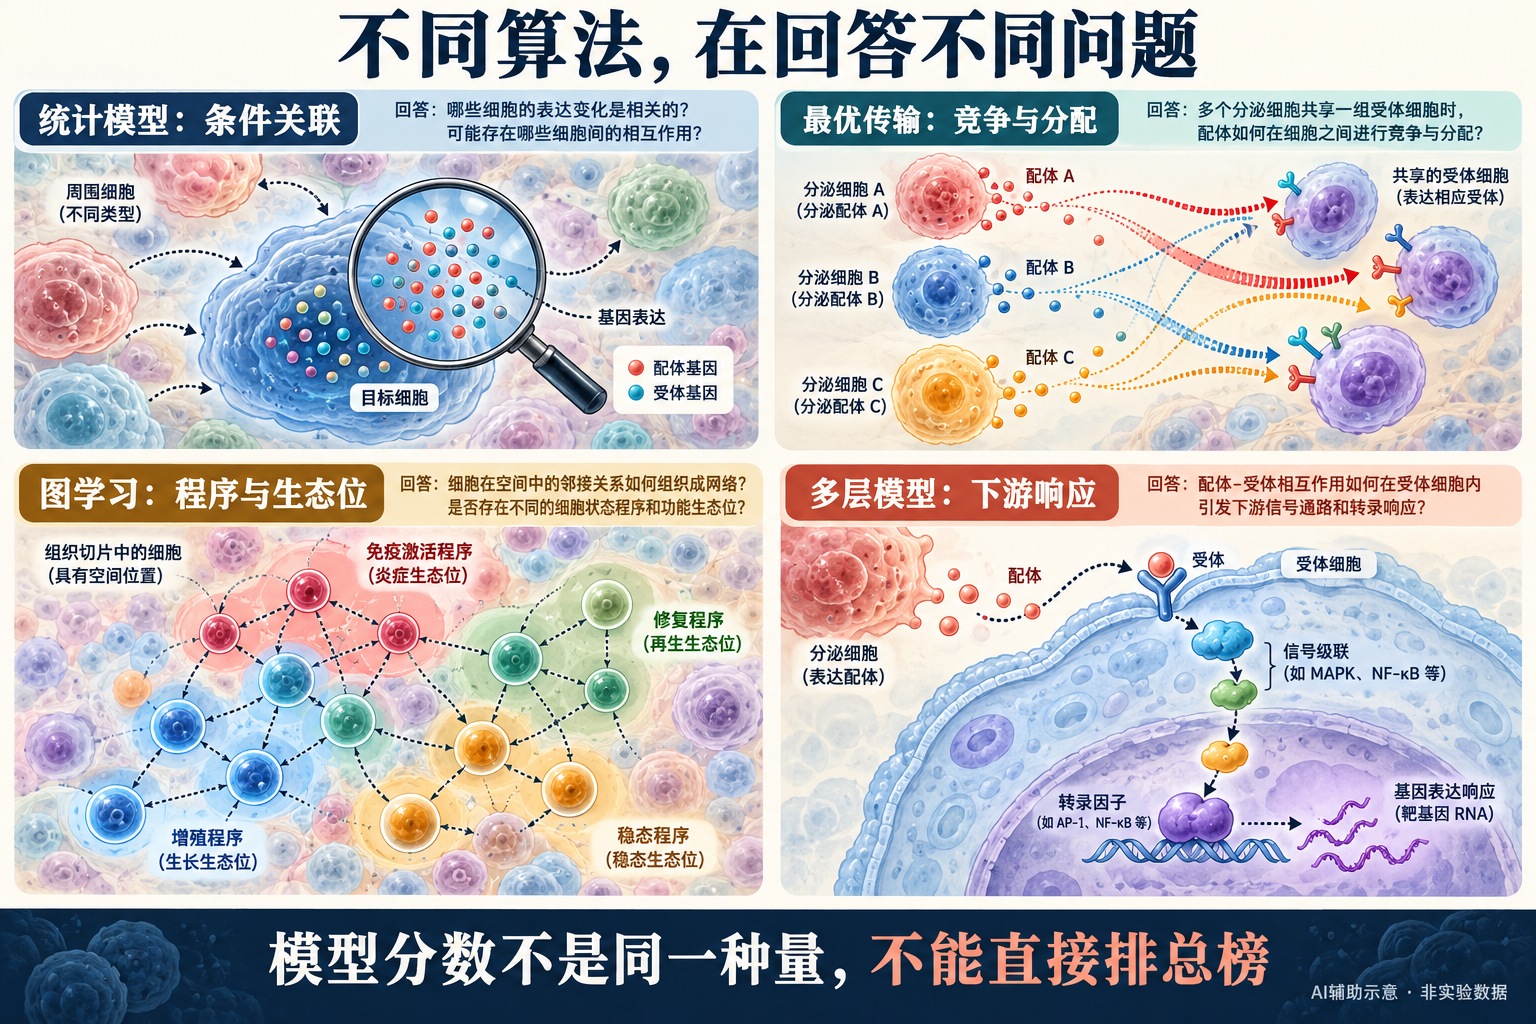 不同算法，在回答不同问题
统计模型：条件关联
回答：哪些细胞的表达变化是相关的？
可能存在哪些细胞间的相互作用？
周围细胞
（不同类型）
基因表达
配体基因
受体基因
目标细胞
最优传输：竞争与分配
回答：多个分泌细胞共享一组受体细胞时，
配体如何在细胞之间进行竞争与分配？
分泌细胞 A
（分泌配体 A）
配体 A
共享的受体细胞
（表达相应受体）
分泌细胞 B
（分泌配体 B）
配体 B
分泌细胞 C
（分泌配体 C）
配体 C
图学习：程序与生态位
回答：细胞在空间中的邻接关系如何组织成网络？
是否存在不同的细胞状态程序和功能生态位？
组织切片中的细胞
（具有空间位置）
免疫激活程序
（炎症生态位）
修复程序
（再生生态位）
增殖程序
（生长生态位）
稳态程序
（稳态生态位）
多层模型：下游响应
回答：配体–受体相互作用如何在受体细胞内
引发下游信号通路和转录响应？
配体
受体
受体细胞
分泌细胞
（表达配体）
信号级联
（如 MAPK、NF-κB 等）
转录因子
（如 AP-1、NF-κB 等）
基因表达响应
（靶基因 RNA）
模型分数不是同一种量，不能直接排总榜
AI辅助示意 · 非实验数据